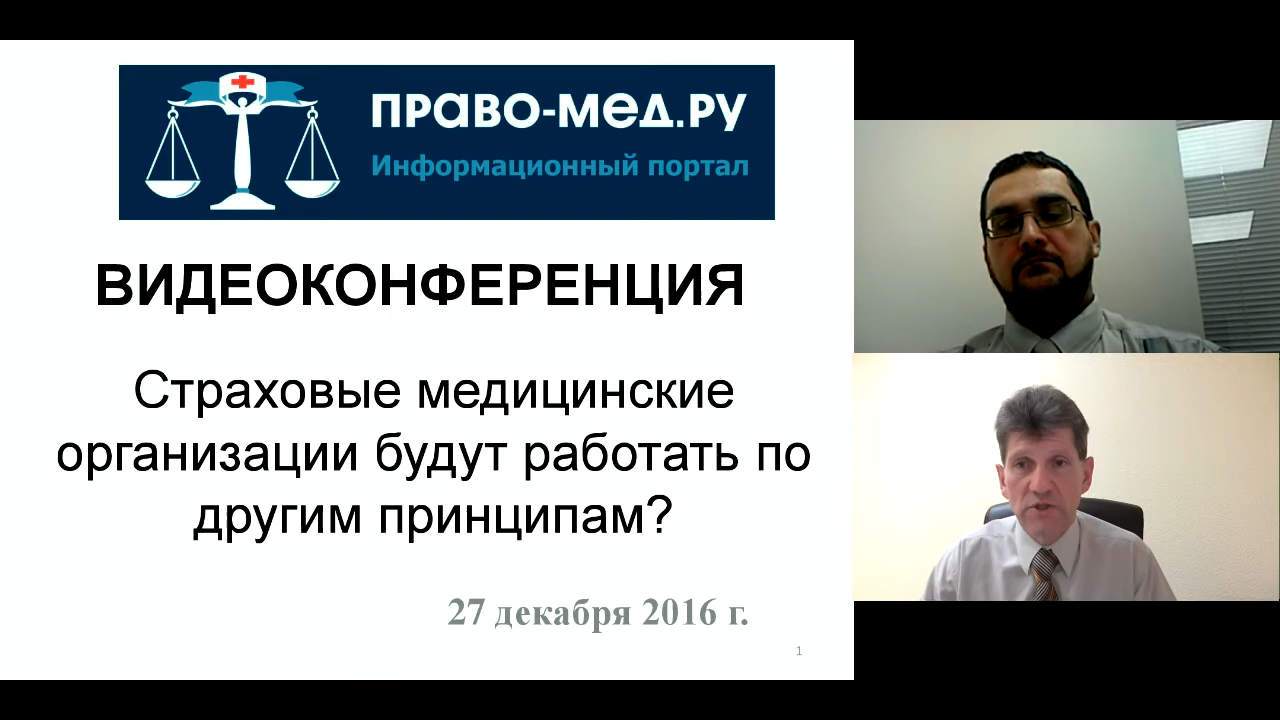 ПРАВО-МЕД.РУ
Информационный портал
ВИДЕОКОНФЕРЕНЦИЯ
Страховые медицинские
организации будут работать по
другим принципам?
27 декабря 2016 г.
1